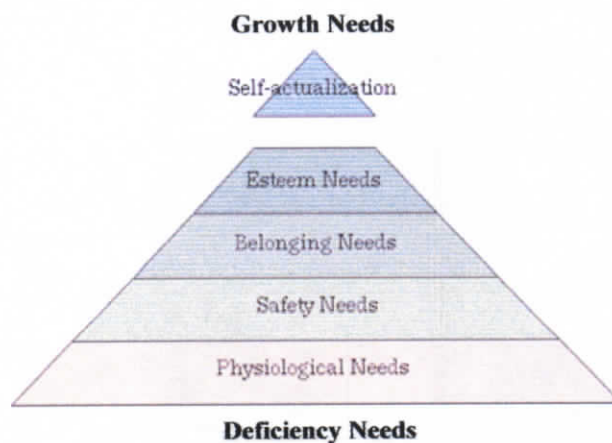 Growth Needs
Self-actualization
Esteem Needs
Belonging Needs
Safety Needs
Physiological Needs
Deficiency Needs